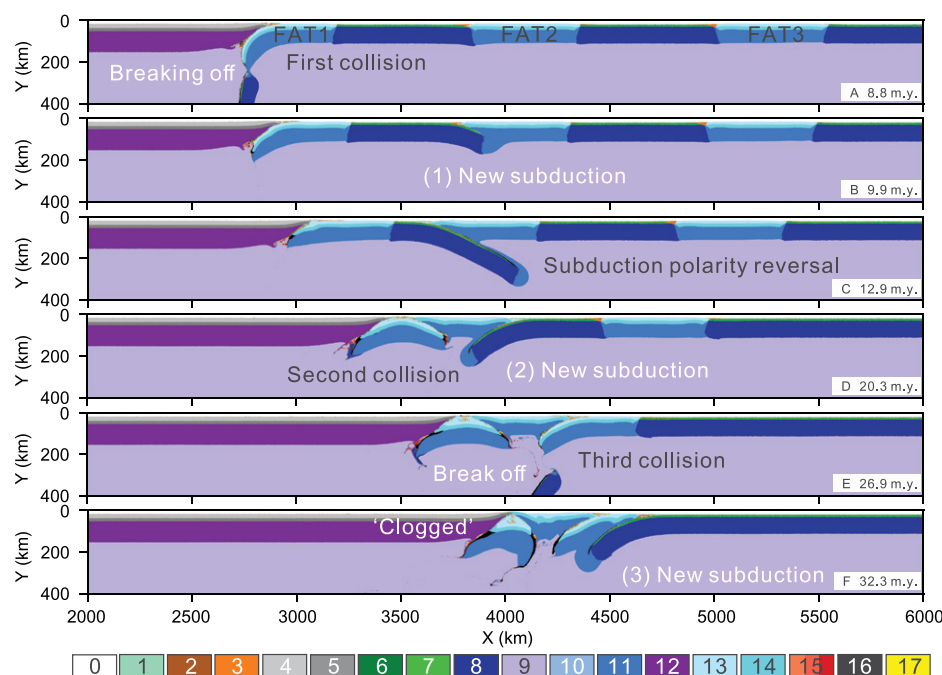 0
200
400
Y (km)
FAT1
FAT2
FAT3
Breaking off
First collision
A 8.8 m.y.
0
200
400
Y (km)
(1) New subduction
B 9.9 m.y.
0
200
400
Y (km)
Subduction polarity reversal
C 12.9 m.y.
0
200
400
Y (km)
Second collision
(2) New subduction
D 20.3 m.y.
0
200
400
Y (km)
Break off
Third collision
E 26.9 m.y.
0
200
400
Y (km)
'Clogged'
(3) New subduction
F 32.3 m.y.
2000 2500 3000 3500 4000 4500 5000 5500 6000
X (km)
0 1 2 3 4 5 6 7 8 9 10 11 12 13 14 15 16 17